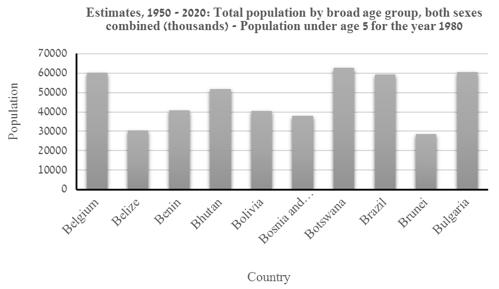 Estimates, 1950 - 2020: Total population by broad age group, both sexes
combined (thousands) - Population under age 5 for the year 1980
Population
70000
60000
50000
40000
30000
20000
10000
0
Belgium
Belize
Benin
Bhutan
Bolivia
Bosnia and...
Botswana
Brazil
Brunei
Bulgaria
Country